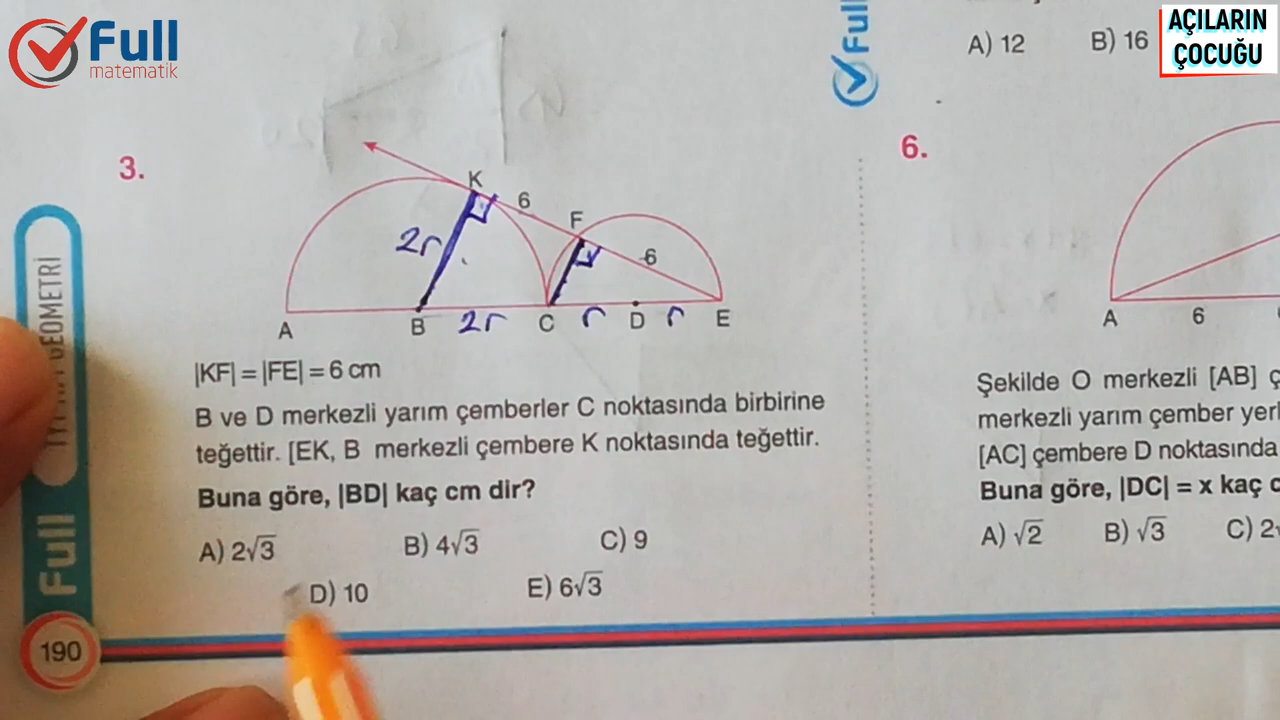 Full
matematik
AÇILARIN
ÇOCUĞU
Full
A) 12 B) 16
3.
K
6
F
6
2r
A B 2r C r D r E
|KF| = |FE| = 6 cm
B ve D merkezli yarım çemberler C noktasında birbirine
teğettir. [EK, B merkezli çembere K noktasında teğettir.
Buna göre, |BD| kaç cm dir?
A) 2√3 B) 4√3 C) 9
D) 10 E) 6√3
6.
A 6
Şekilde O merkezli [AB] ç
merkezli yarım çember yer
[AC] çembere D noktasında
Buna göre, |DC| = x kaç c
A) √2 B) √3 C) 2
GEOMETRİ
Full
190